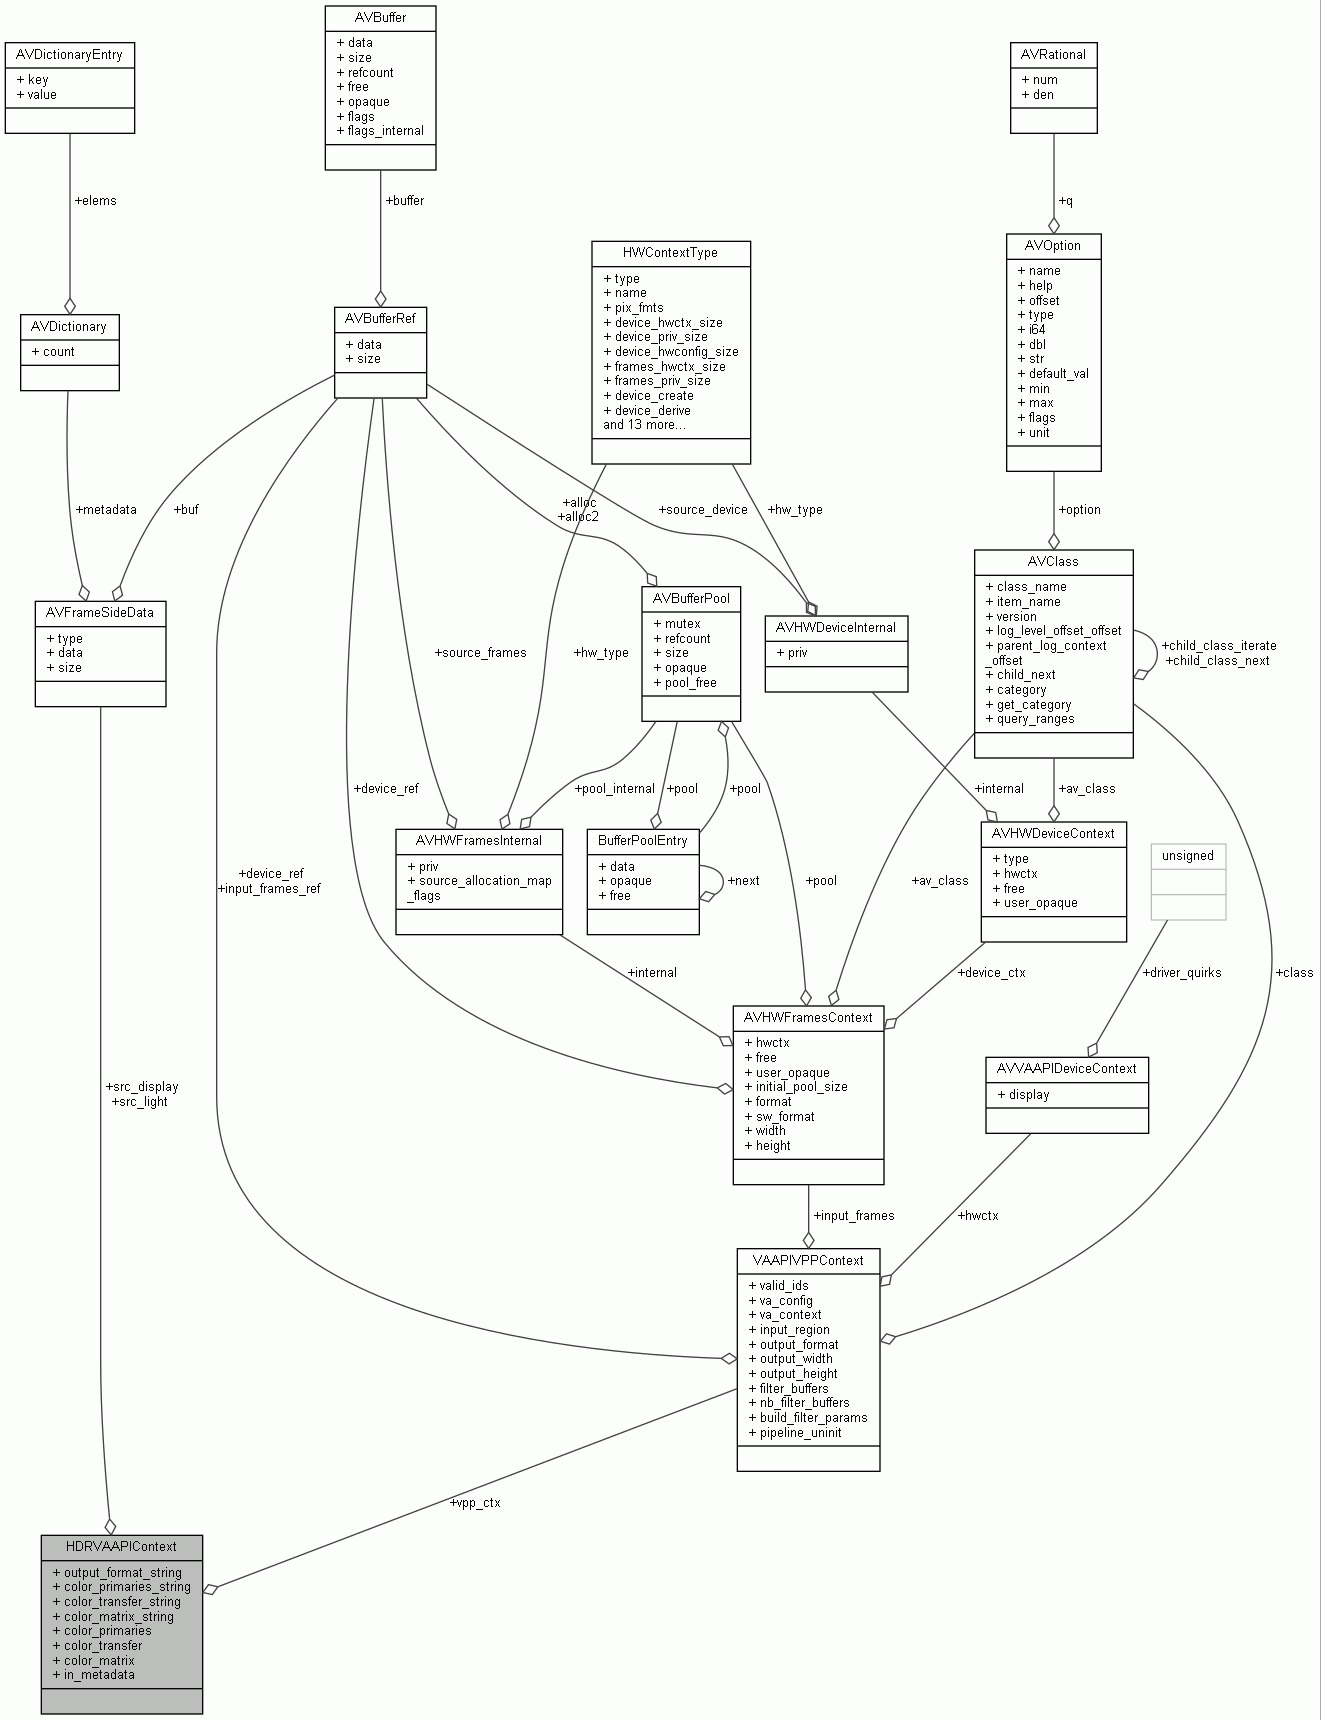 AVBuffer
+ data
+ size
+ refcount
+ free
+ opaque
+ flags
+ flags_internal
AVDictionaryEntry
+ key
+ value
AVRational
+ num
+ den
+elems
+buffer
+q
HWContextType
+ type
+ name
+ pix_fmts
+ device_hwctx_size
+ device_priv_size
+ device_hwconfig_size
+ frames_hwctx_size
+ frames_priv_size
+ device_create
+ device_derive
and 13 more...
AVOption
+ name
+ help
+ offset
+ type
+ i64
+ dbl
+ str
+ default_val
+ min
+ max
+ flags
+ unit
AVDictionary
+ count
AVBufferRef
+ data
+ size
+metadata
+buf
+alloc
+alloc2
+source_device
+hw_type
+option
AVFrameSideData
+ type
+ data
+ size
+source_frames
+hw_type
AVBufferPool
+ mutex
+ refcount
+ size
+ opaque
+ pool_free
AVHWDeviceInternal
+ priv
AVClass
+ class_name
+ item_name
+ version
+ log_level_offset_offset
+ parent_log_context
_offset
+ child_next
+ category
+ get_category
+ query_ranges
+child_class_iterate
+child_class_next
+device_ref
+pool_internal
+pool
+pool
+internal
+av_class
+device_ref
+input_frames_ref
AVHWFramesInternal
+ priv
+ source_allocation_map
_flags
BufferPoolEntry
+ data
+ opaque
+ free
+next
+pool
+av_class
AVHWDeviceContext
+ type
+ hwctx
+ free
+ user_opaque
unsigned
+internal
+device_ctx
+driver_quirks
+class
AVHWFramesContext
+ hwctx
+ free
+ user_opaque
+ initial_pool_size
+ format
+ sw_format
+ width
+ height
AVVAAPIDeviceContext
+ display
+src_display
+src_light
+input_frames
+hwctx
VAAPIVPPContext
+ valid_ids
+ va_config
+ va_context
+ input_region
+ output_format
+ output_width
+ output_height
+ filter_buffers
+ nb_filter_buffers
+ build_filter_params
+ pipeline_uninit
+vpp_ctx
HDRVAAPIContext
+ output_format_string
+ color_primaries_string
+ color_transfer_string
+ color_matrix_string
+ color_primaries
+ color_transfer
+ color_matrix
+ in_metadata